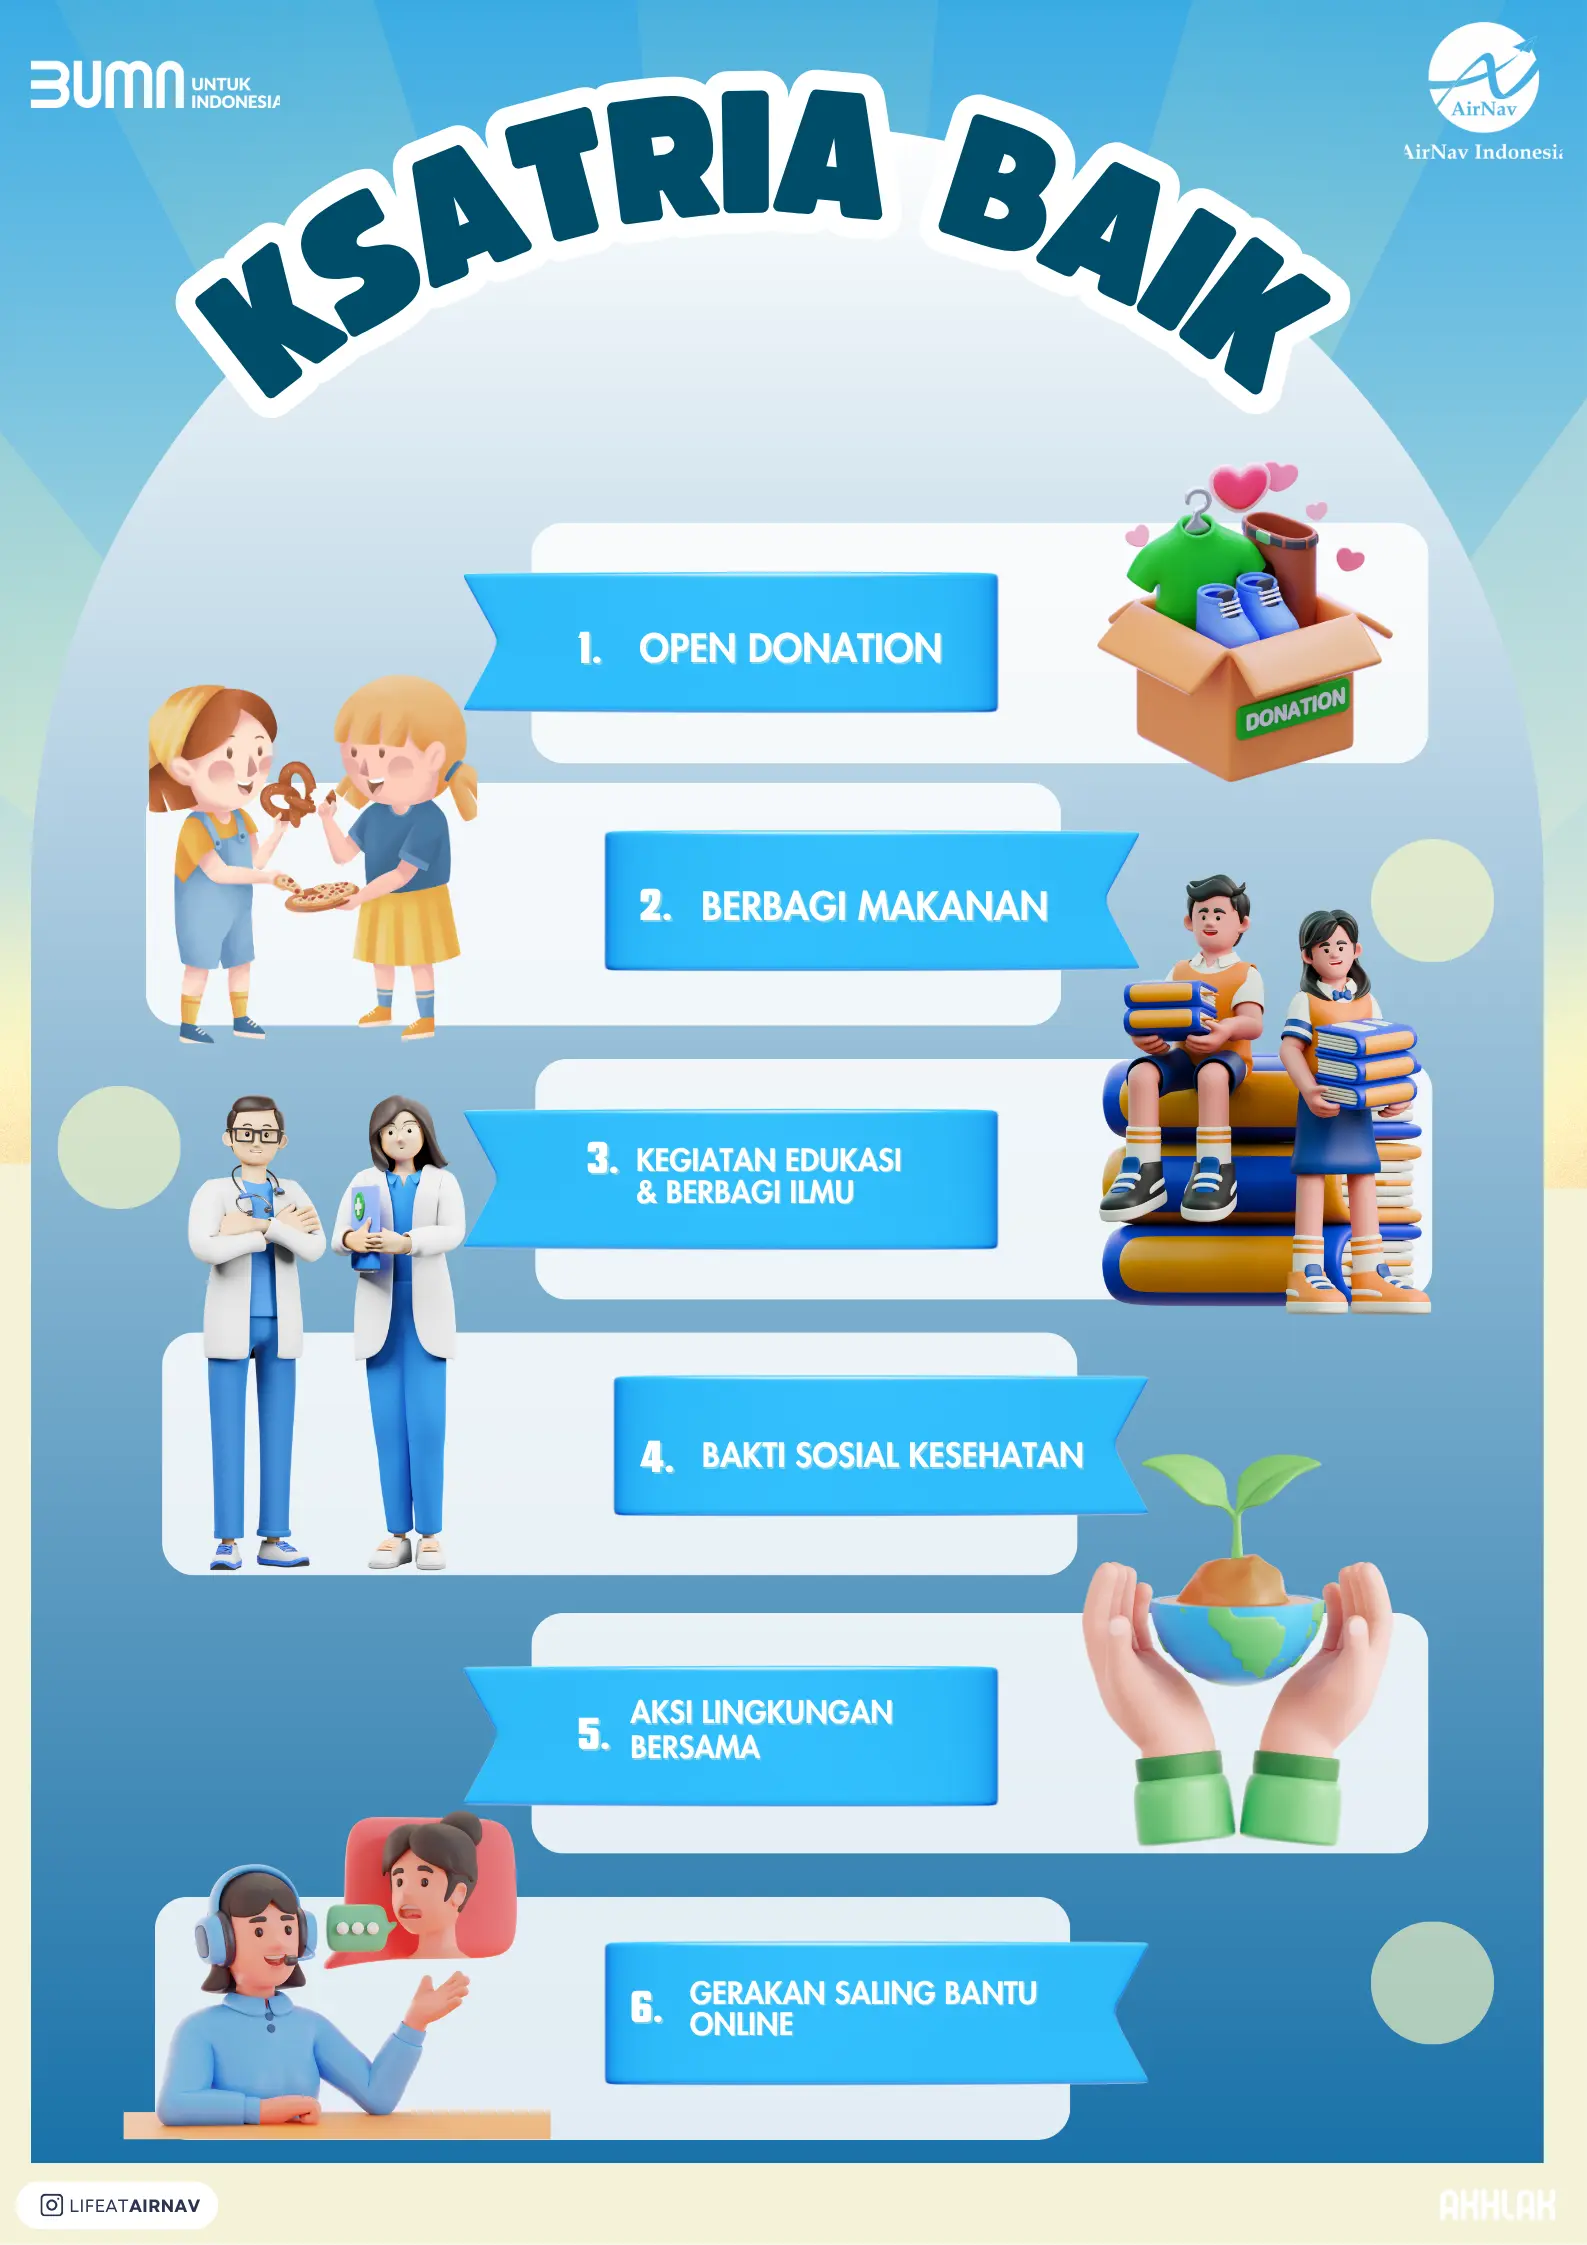 BUMN UNTUK
INDONESIA
AirNav
AirNav Indonesia
KSATRIA BAIK
1. OPEN DONATION
DONATION
2. BERBAGI MAKANAN
3. KEGIATAN EDUKASI
& BERBAGI ILMU
4. BAKTI SOSIAL KESEHATAN
5. AKSI LINGKUNGAN
BERSAMA
6. GERAKAN SALING BANTU
ONLINE
LIFEATAIRNAV
AKHLAK